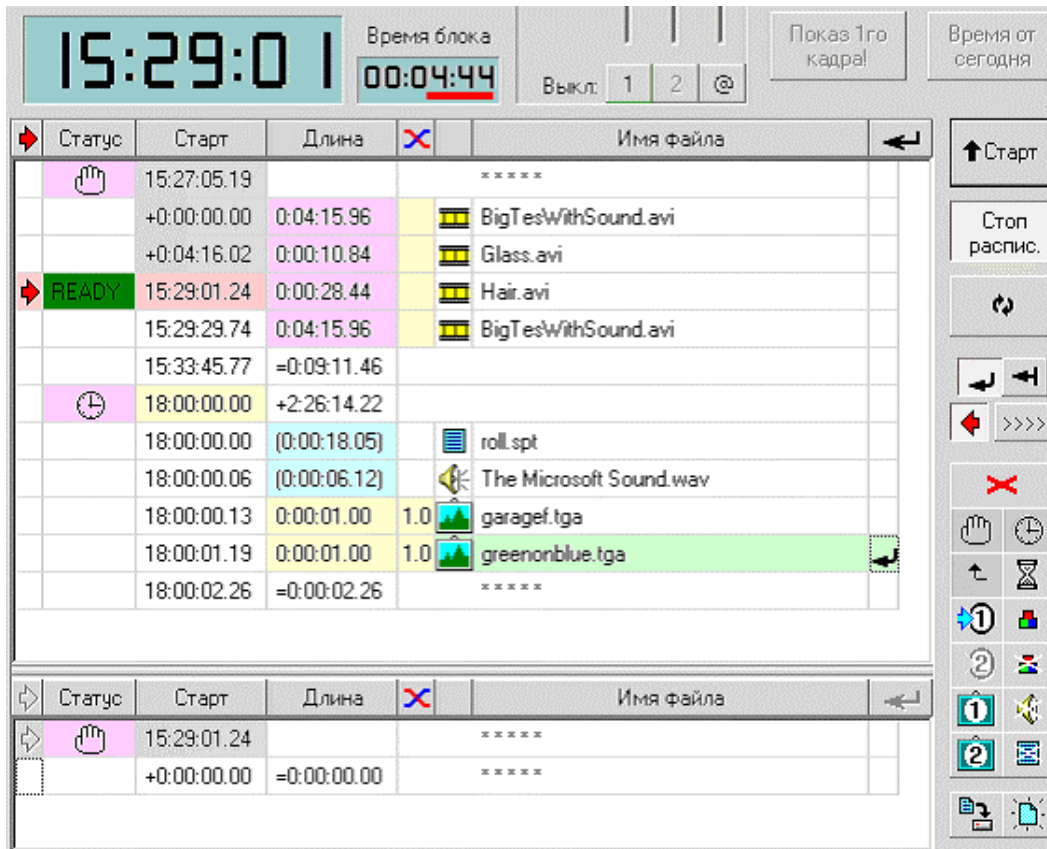 15:29:01
Время блока
00:04:44
Выкл: 1 2 @
Показ 1го кадра!
Время от сегодня
Статус Старт Длина Имя файла
15:27:05.19 * * * * *
+0:00:00.00 0:04:15.96 BigTesWithSound.avi
+0:04:16.02 0:00:10.84 Glass.avi
READY 15:29:01.24 0:00:28.44 Hair.avi
15:29:29.74 0:04:15.96 BigTesWithSound.avi
15:33:45.77 =0:09:11.46
18:00:00.00 +2:26:14.22
18:00:00.00 (0:00:18.05) roll.spt
18:00:00.06 (0:00:06.12) The Microsoft Sound.wav
18:00:00.13 0:00:01.00 1.0 garagef.tga
18:00:01.19 0:00:01.00 1.0 greenonblue.tga
18:00:02.26 =0:00:02.26 * * * * *
Старт
Стоп распис.
>>>>
1
2
1
2
Статус Старт Длина Имя файла
15:29:01.24 * * * * *
+0:00:00.00 =0:00:00.00 * * * * *